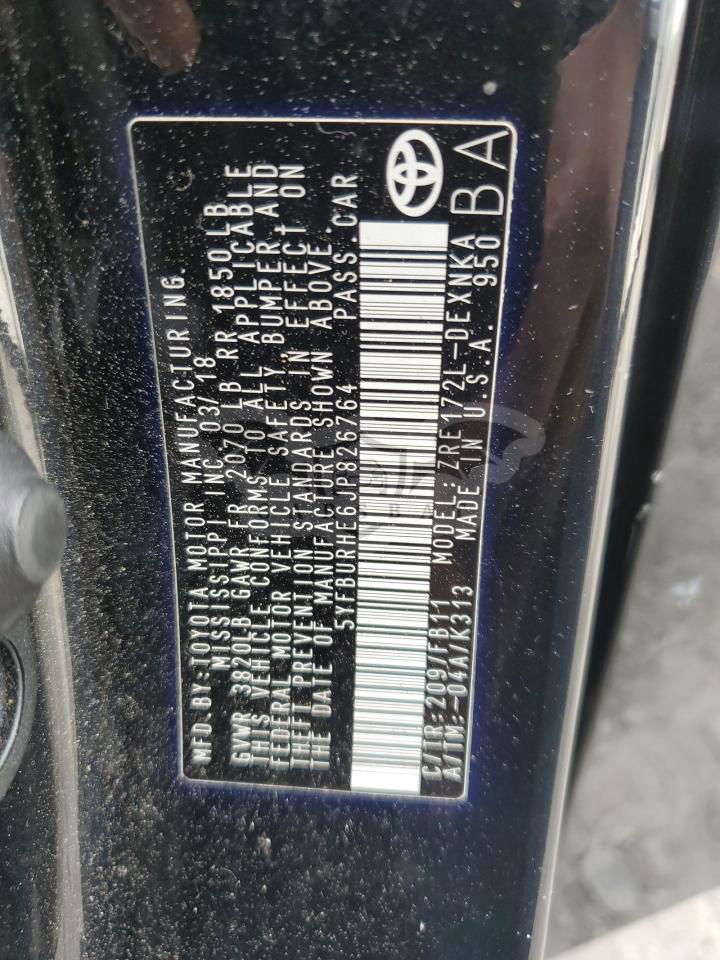 MFD. BY: TOYOTA MOTOR MANUFACTURING.
MISSISSIPPI INC. 03/18
GVWR 3820LB GAWR FR 2070 LB RR 1850LB
THIS VEHICLE CONFORMS TO ALL APPLICABLE
FEDERAL MOTOR VEHICLE SAFETY, BUMPER, AND
THEFT PREVENTION STANDARDS IN EFFECT ON
THE DATE OF MANUFACTURE SHOWN ABOVE.
5YFBURHE6JP826764 PASS. CAR
C/TR: 209/FB11 MODEL: ZRE172L-DEXNKA
A/TM: -04A/K313 MADE IN U.S.A. 950
BA